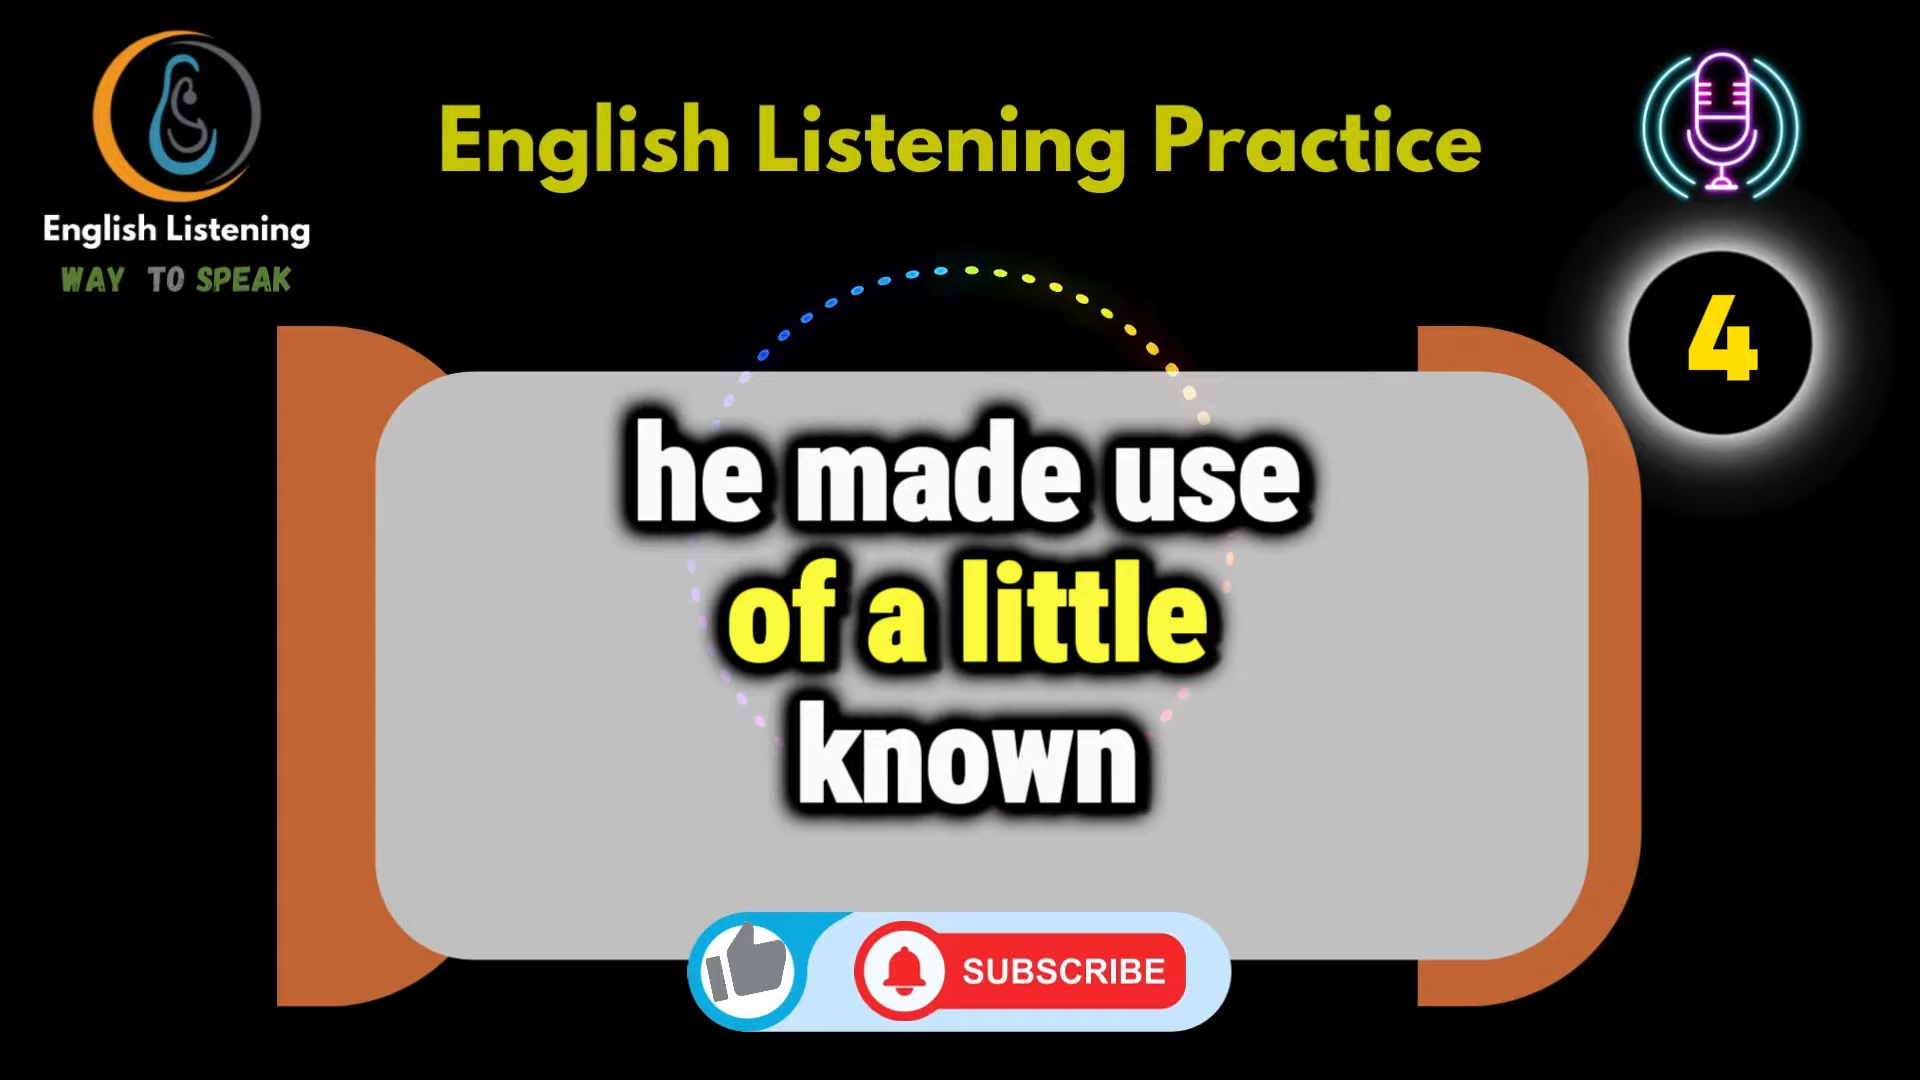 English Listening Practice
English Listening
WAY TO SPEAK
4
he made use
of a little
known
SUBSCRIBE